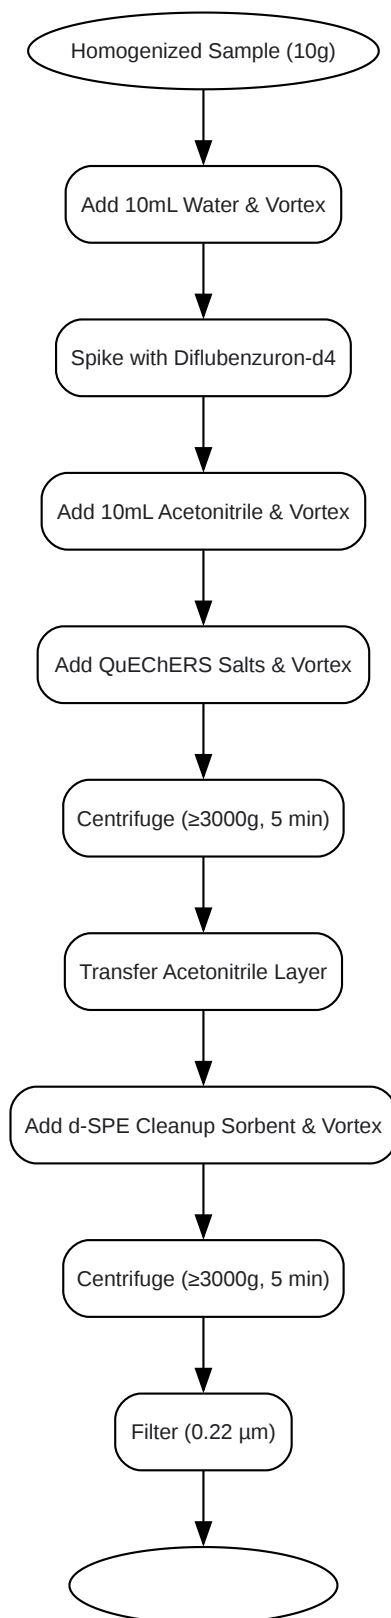 Homogenized Sample (10g)
Add 10mL Water & Vortex
Spike with Diflubenzuron-d4
Add 10mL Acetonitrile & Vortex
Add QuEChERS Salts & Vortex
Centrifuge (≥3000g, 5 min)
Transfer Acetonitrile Layer
Add d-SPE Cleanup Sorbent & Vortex
Centrifuge (≥3000g, 5 min)
Filter (0.22 µm)